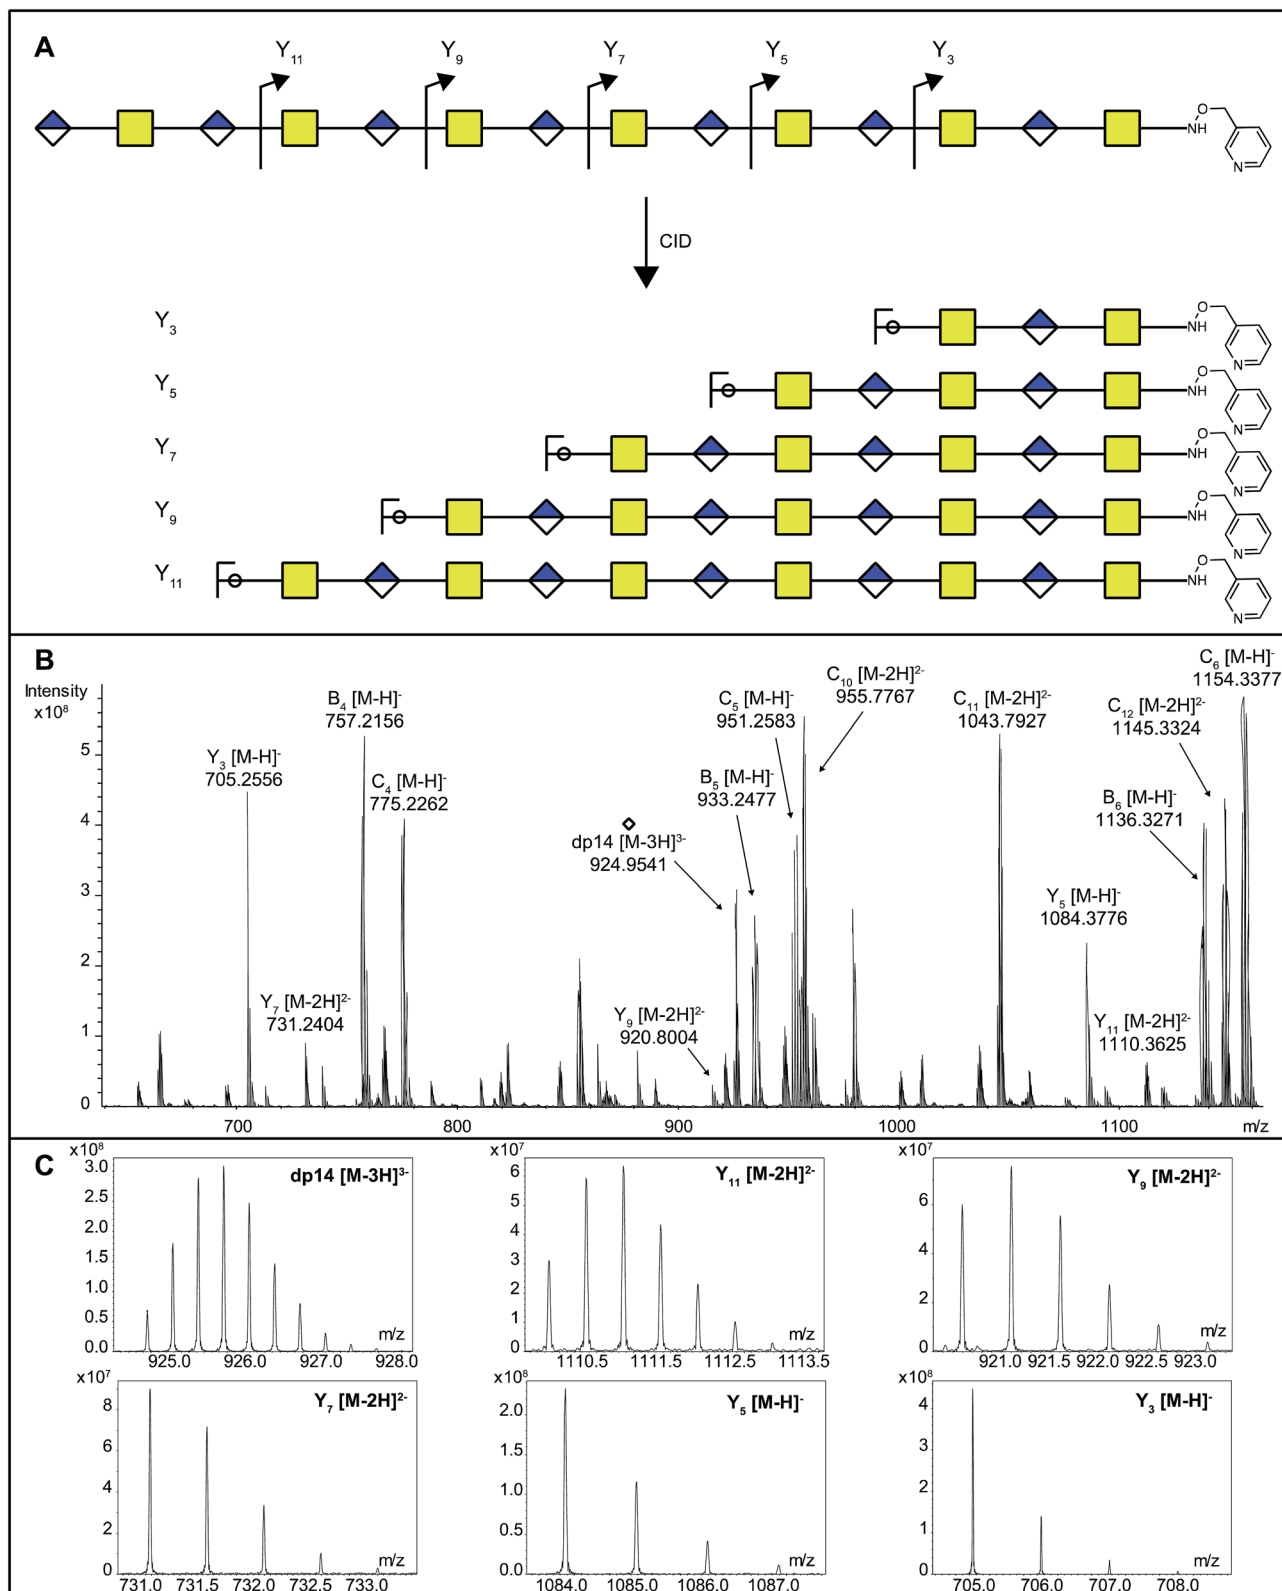 A
Y11 Y9 Y7 Y5 Y3
O
NH
N
CID
Y3
O
NH
N
Y5
O
NH
N
Y7
O
NH
N
Y9
O
NH
N
Y11
O
NH
N
B
Intensity
x10⁸
5
4
3
2
1
0
700 800 900 1000 1100 m/z
Y3 [M-H]-
705.2556
Y7 [M-2H]2-
731.2404
B4 [M-H]-
757.2156
C4 [M-H]-
775.2262
dp14 [M-3H]3-
924.9541
Y9 [M-2H]2-
920.8004
B5 [M-H]-
933.2477
C5 [M-H]-
951.2583
C10 [M-2H]2-
955.7767
C11 [M-2H]2-
1043.7927
Y5 [M-H]-
1084.3776
Y11 [M-2H]2-
1110.3625
B6 [M-H]-
1136.3271
C12 [M-2H]2-
1145.3324
C6 [M-H]-
1154.3377
C
x10⁸
dp14 [M-3H]3-
3.0
2.5
2.0
1.5
1.0
0.5
0.0
m/z
925.0 926.0 927.0 928.0
x10⁷
Y11 [M-2H]2-
6
5
4
3
2
1
0
m/z
1110.5 1111.5 1112.5 1113.5
x10⁷
Y9 [M-2H]2-
6
4
2
0
m/z
921.0 921.5 922.0 922.5 923.0
x10⁷
Y7 [M-2H]2-
8
6
4
2
0
m/z
731.0 731.5 732.0 732.5 733.0
x10⁸
Y5 [M-H]-
2.0
1.5
1.0
0.5
0.0
m/z
1084.0 1085.0 1086.0 1087.0
x10⁸
Y3 [M-H]-
4
3
2
1
0
m/z
705.0 706.0 707.0 708.0